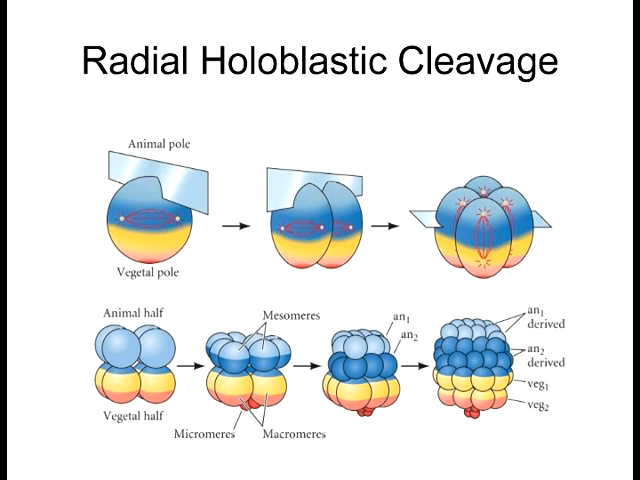 Radial Holoblastic Cleavage
Animal pole
Vegetal pole
Animal half
Mesomeres
an1
an2
an1
derived
an2
derived
veg1
veg2
Vegetal half
Micromeres
Macromeres